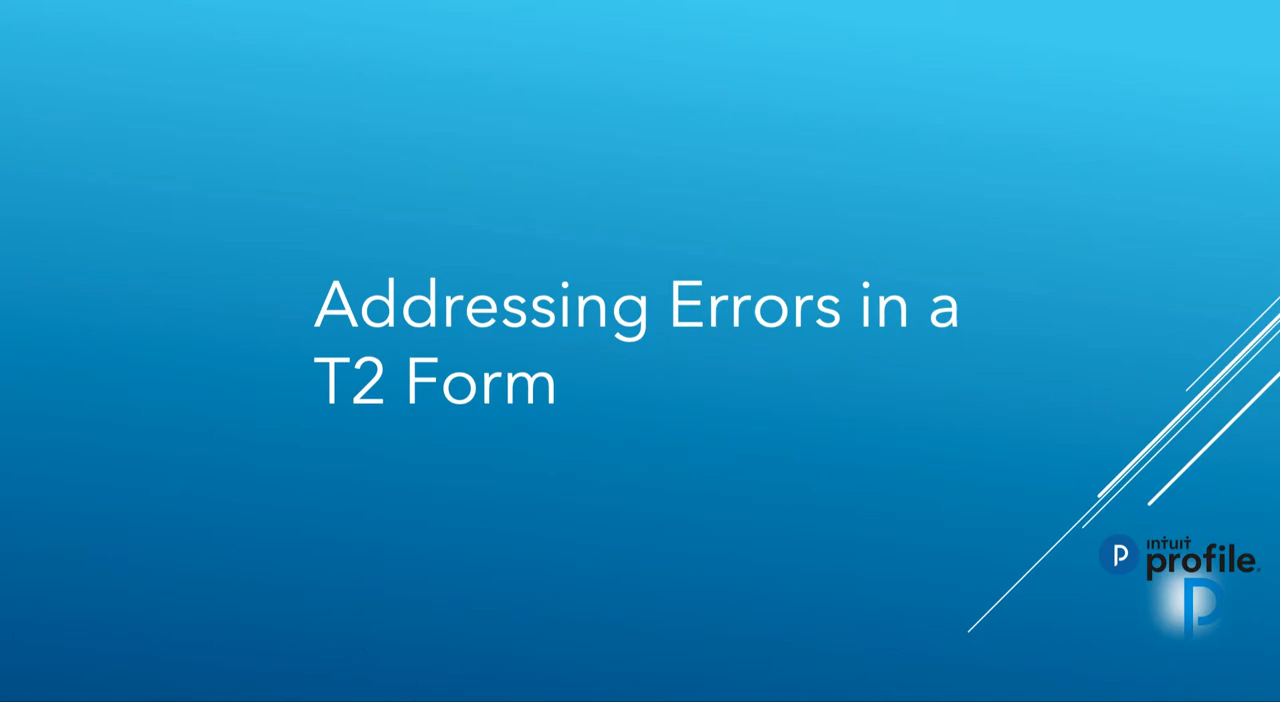 Addressing Errors in a
T2 Form
P
intuit
profile.
P